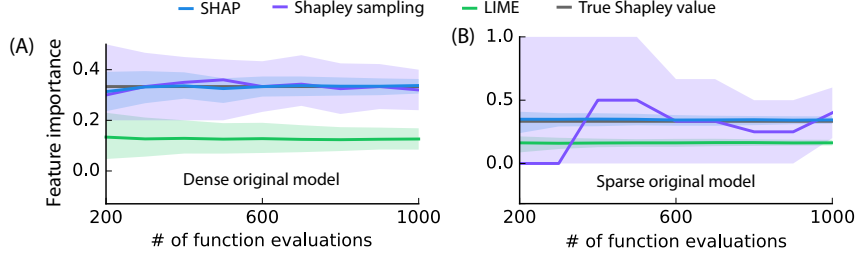 SHAP Shapley sampling LIME True Shapley value
(A)
Feature importance
0.4
0.2
0.0
Dense original model
200 600 1000
# of function evaluations
(B)
1.0
0.5
0.0
Sparse original model
200 600 1000
# of function evaluations